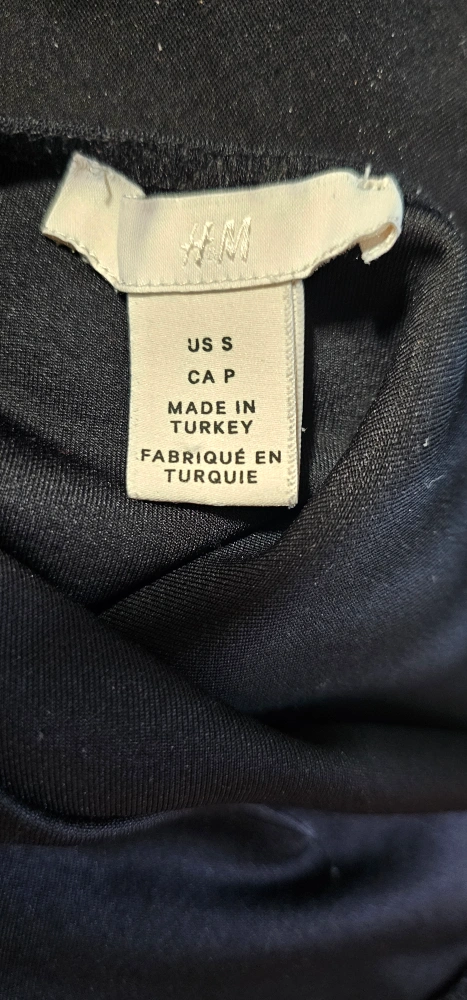 H&M
US S
CA P
MADE IN
TURKEY
FABRIQUÉ EN
TURQUIE